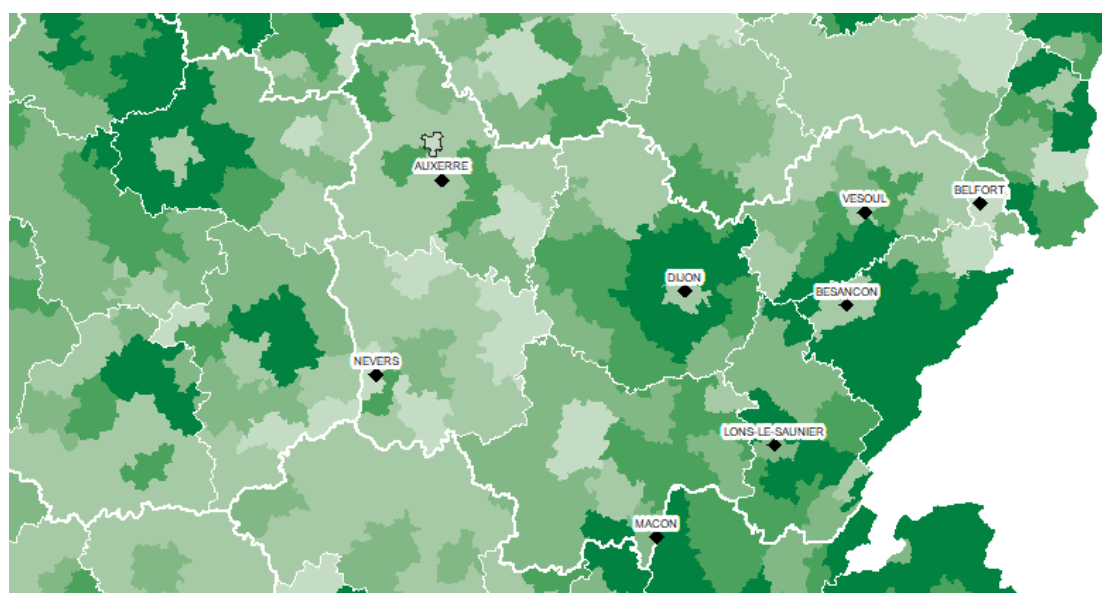 AUXERRE
BELFORT
VESOUL
DIJON
BESANCON
NEVERS
LONS-LE-SAUNIER
MACON